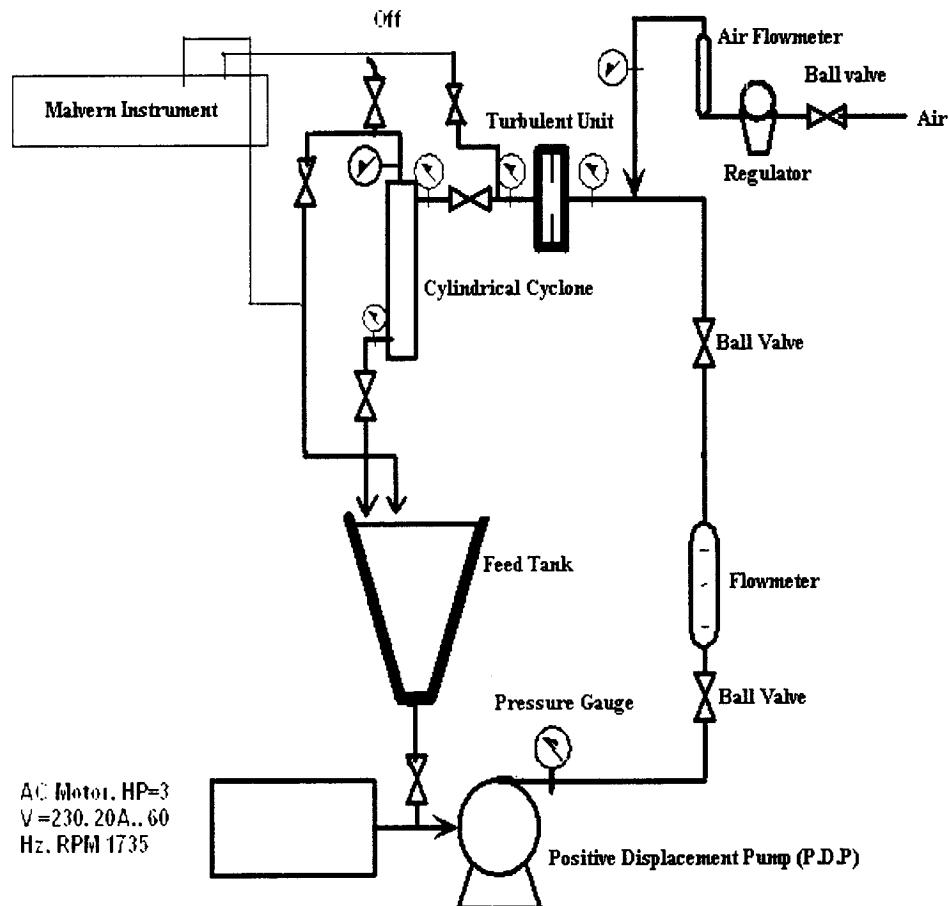 Off
Air Flowmeter
Malvern Instrument
Ball valve
Turbulent Unit
Air
Regulator
Cylindrical Cyclone
Ball Valve
Feed Tank
Flowmeter
Pressure Gauge
Ball Valve
AC Motor, HP=3
V=230, 20A., 60
Hz, RPM 1735
Positive Displacement Pump (P.D.P)